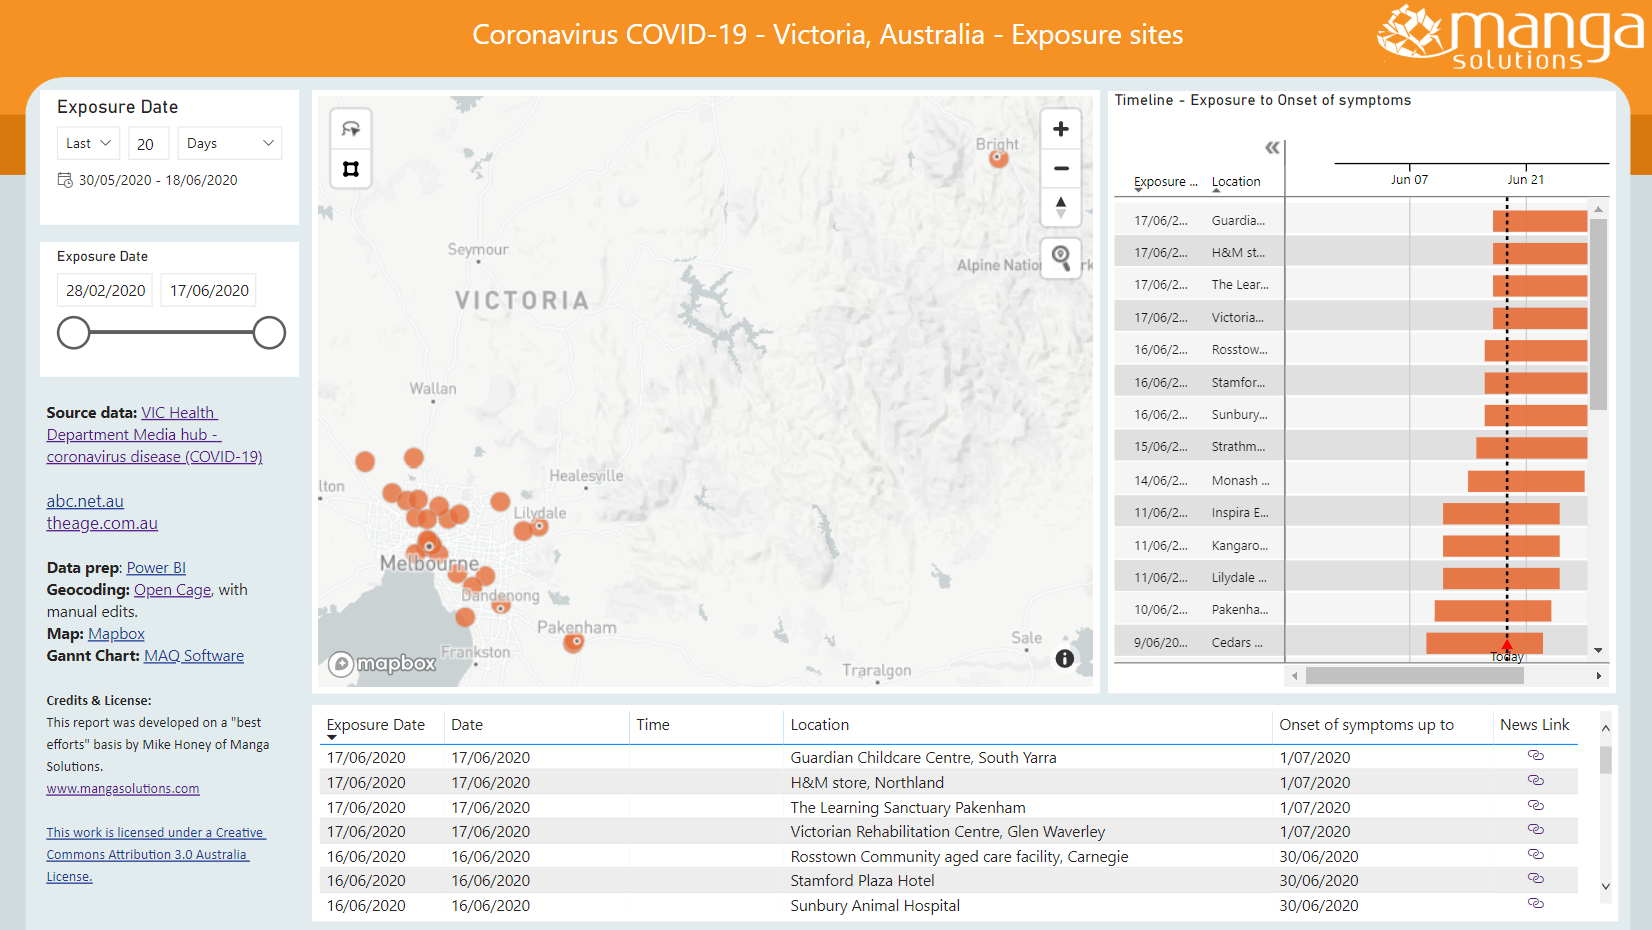 Coronavirus COVID-19 - Victoria, Australia - Exposure sites
manga
solutions
Exposure Date
Last 20 Days
30/05/2020 - 18/06/2020
Exposure Date
28/02/2020 17/06/2020
Source data: VIC Health
Department Media hub -
coronavirus disease (COVID-19)
abc.net.au
theage.com.au
Data prep: Power BI
Geocoding: Open Cage, with
manual edits.
Map: Mapbox
Gannt Chart: MAQ Software
Credits & License:
This report was developed on a "best
efforts" basis by Mike Honey of Manga
Solutions.
www.mangasolutions.com
This work is licensed under a Creative
Commons Attribution 3.0 Australia
License.
Bright
Seymour
Alpine Natio rk
VICTORIA
Wallan
lton
Healesville
Lilydale
Melbourne
Dandenong
Pakenham
Frankston
Sale
Traralgon
mapbox
Timeline - Exposure to Onset of symptoms
Exposure ... Location Jun 07 Jun 21
17/06/2... Guardia...
17/06/2... H&M st...
17/06/2... The Lear...
17/06/2... Victoria...
16/06/2... Rosstow...
16/06/2... Stamfor...
16/06/2... Sunbury...
15/06/2... Strathm...
14/06/2... Monash ...
11/06/2... Inspira E...
11/06/2... Kangaro...
11/06/2... Lilydale ...
10/06/2... Pakenha...
9/06/20... Cedars ...
Today
Exposure Date Date Time Location Onset of symptoms up to News Link
17/06/2020 17/06/2020 Guardian Childcare Centre, South Yarra 1/07/2020
17/06/2020 17/06/2020 H&M store, Northland 1/07/2020
17/06/2020 17/06/2020 The Learning Sanctuary Pakenham 1/07/2020
17/06/2020 17/06/2020 Victorian Rehabilitation Centre, Glen Waverley 1/07/2020
16/06/2020 16/06/2020 Rosstown Community aged care facility, Carnegie 30/06/2020
16/06/2020 16/06/2020 Stamford Plaza Hotel 30/06/2020
16/06/2020 16/06/2020 Sunbury Animal Hospital 30/06/2020